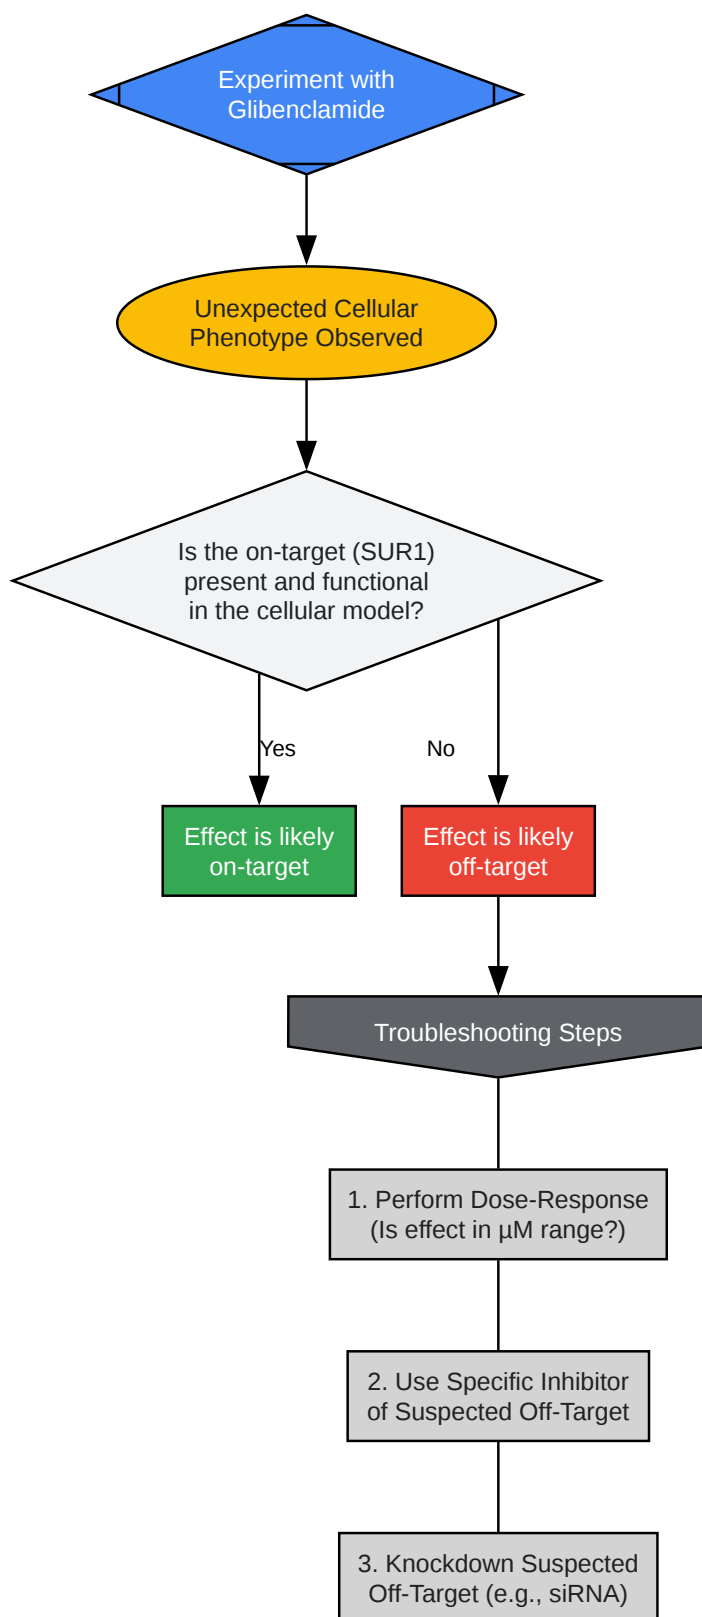 Experiment with
Glibenclamide
Unexpected Cellular
Phenotype Observed
Is the on-target (SUR1)
present and functional
in the cellular model?
Yes
No
Effect is likely
on-target
Effect is likely
off-target
Troubleshooting Steps
1. Perform Dose-Response
(Is effect in µM range?)
2. Use Specific Inhibitor
of Suspected Off-Target
3. Knockdown Suspected
Off-Target (e.g., siRNA)